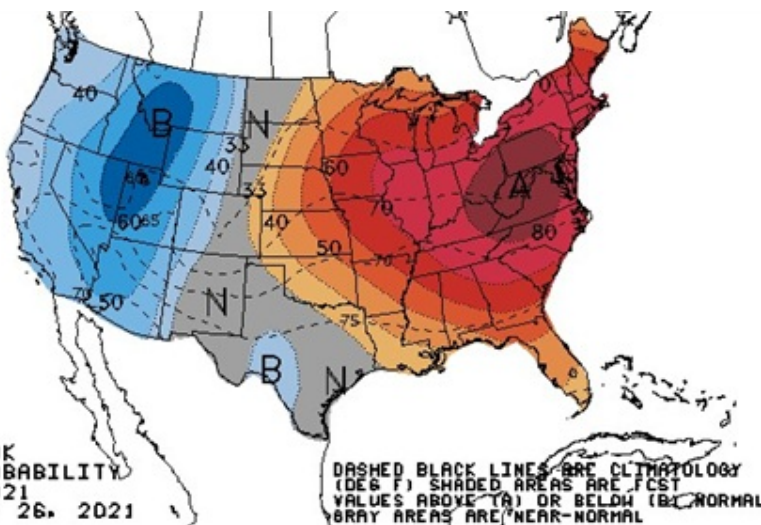 40
B
N
33
40
60
33
A
70
60
65
40
80
50
70
70
50
N
75
B
N
K
BABILITY
21
26, 2021
DASHED BLACK LINES ARE CLIMATOLOGY
(DEG F) SHADED AREAS ARE FCST
VALUES ABOVE (A) OR BELOW (B) NORMAL
GRAY AREAS ARE NEAR-NORMAL